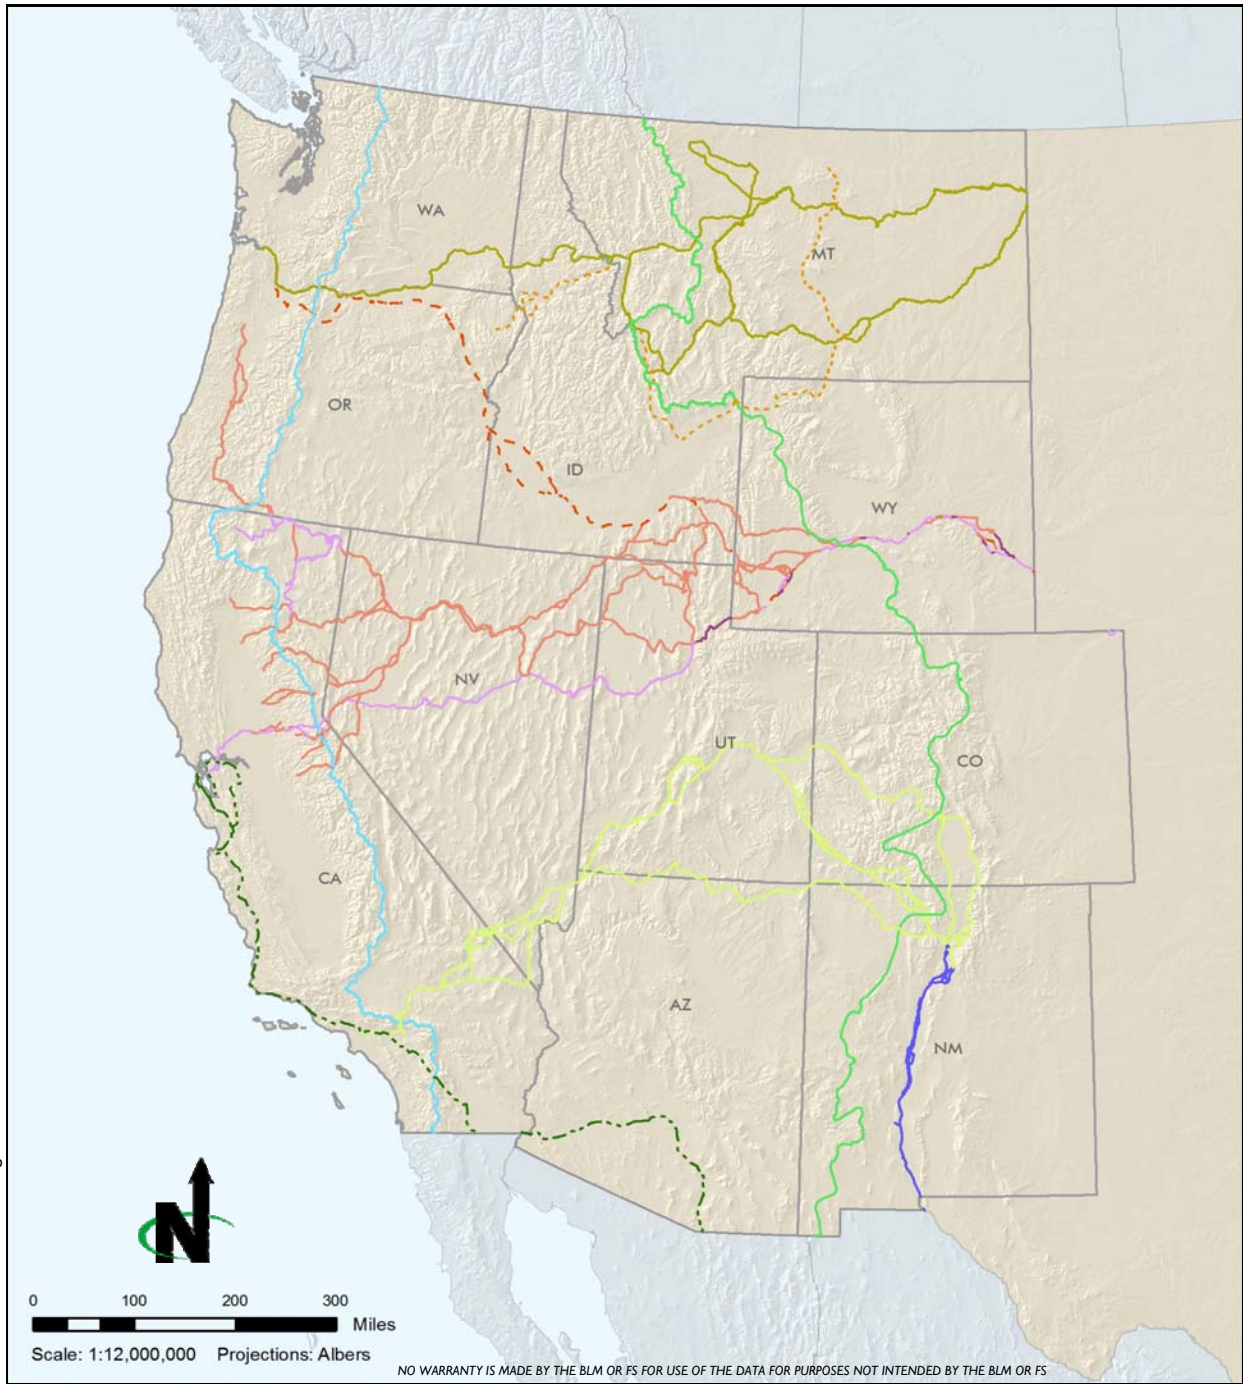 WA
MT
OR
ID
WY
NV
UT
CO
CA
AZ
NM
N
0 100 200 300
Miles
Scale: 1:12,000,000 Projections: Albers
NO WARRANTY IS MADE BY THE BLM OR FS FOR USE OF THE DATA FOR PURPOSES NOT INTENDED BY THE BLM OR FS